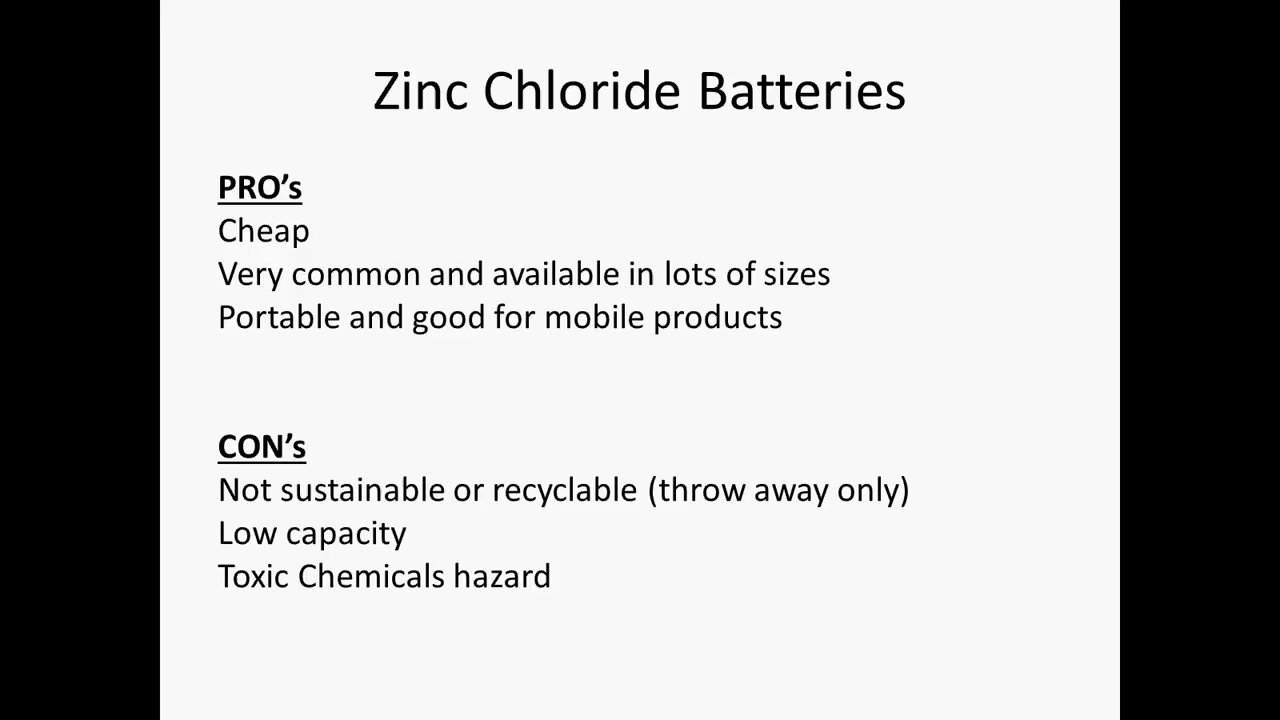 Zinc Chloride Batteries
PRO’s
Cheap
Very common and available in lots of sizes
Portable and good for mobile products
CON’s
Not sustainable or recyclable (throw away only)
Low capacity
Toxic Chemicals hazard